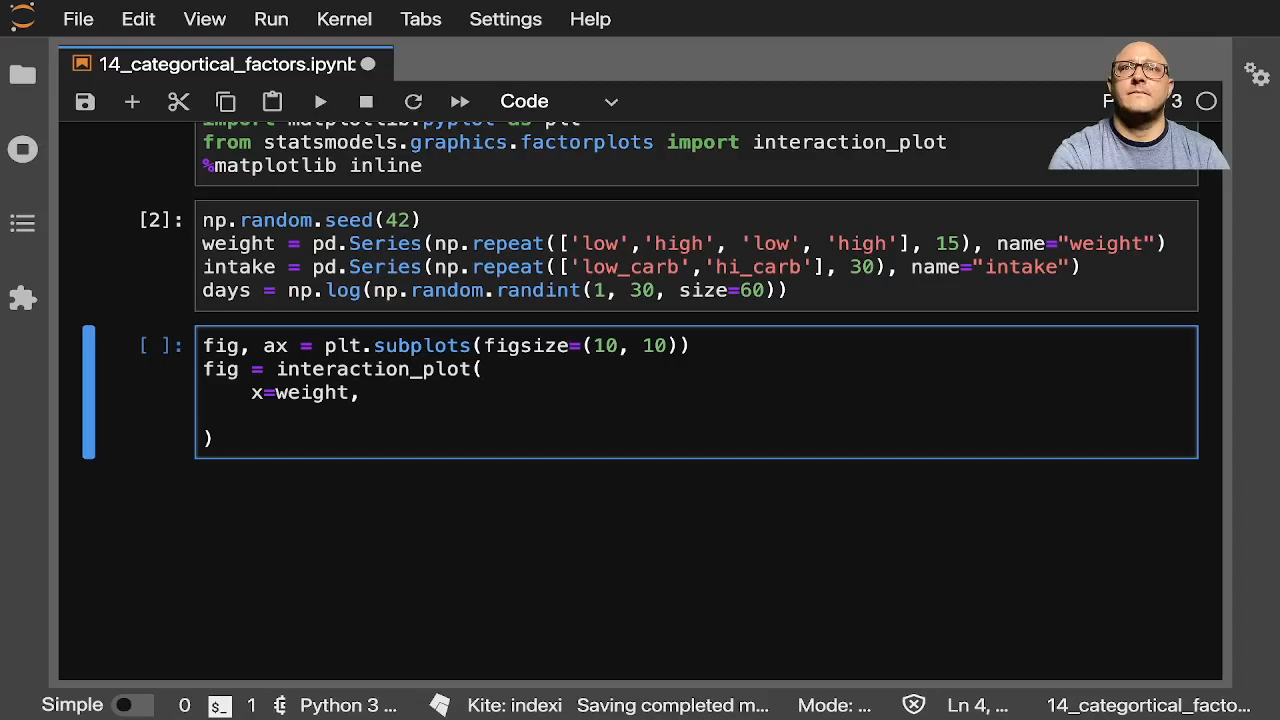 File Edit View Run Kernel Tabs Settings Help
14_categortical_factors.ipynb
Code
3
import matplotlib.pyplot as plt
from statsmodels.graphics.factorplots import interaction_plot
%matplotlib inline
[2]:
np.random.seed(42)
weight = pd.Series(np.repeat(['low','high', 'low', 'high'], 15), name="weight")
intake = pd.Series(np.repeat(['low_carb','hi_carb'], 30), name="intake")
days = np.log(np.random.randint(1, 30, size=60))
[ ]:
fig, ax = plt.subplots(figsize=(10, 10))
fig = interaction_plot(
x=weight,
)
Simple 0 $_ 1 Python 3 ... Kite: indexi Saving completed m... Mode: ... Ln 4, ... 14_categortical_facto...